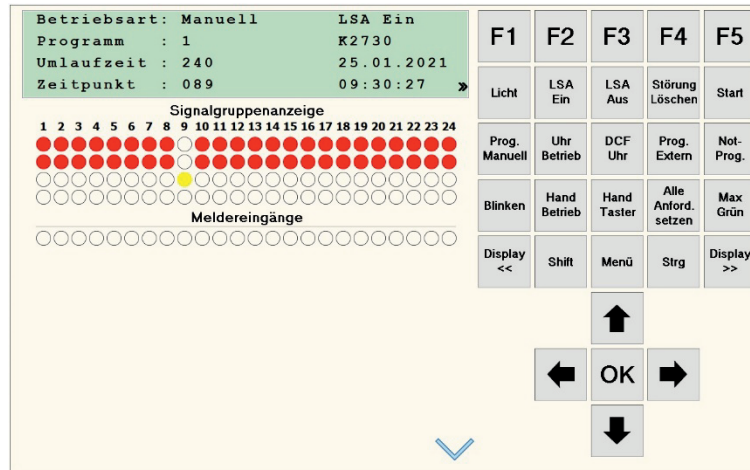 Betriebsart: Manuell LSA Ein
Programm : 1 K2730
Umlaufzeit : 240 25.01.2021
Zeitpunkt : 089 09:30:27 »
Signalgruppenanzeige
1 2 3 4 5 6 7 8 9 10 11 12 13 14 15 16 17 18 19 20 21 22 23 24
Meldereingänge
F1 F2 F3 F4 F5
Licht
LSA
Ein
LSA
Aus
Störung
Löschen
Start
Prog.
Manuell
Uhr
Betrieb
DCF
Uhr
Prog.
Extern
Not-
Prog.
Blinken
Hand
Betrieb
Hand
Taster
Alle
Anford.
setzen
Max
Grün
Display
<<
Shift
Menü
Strg
Display
>>
OK